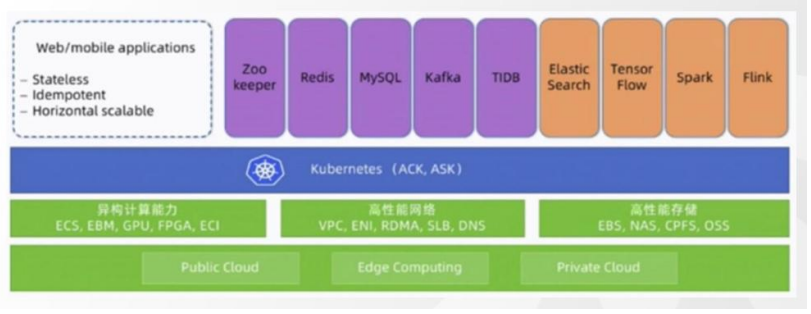 Web/mobile applications
– Stateless
– Idempotent
– Horizontal scalable
Zoo
keeper
Redis
MySQL
Kafka
TIDB
Elastic
Search
Tensor
Flow
Spark
Flink
Kubernetes （ACK, ASK）
异构计算能力
ECS, EBM, GPU, FPGA, ECI
高性能网络
VPC, ENI, RDMA, SLB, DNS
高性能存储
EBS, NAS, CPFS, OSS
Public Cloud
Edge Computing
Private Cloud